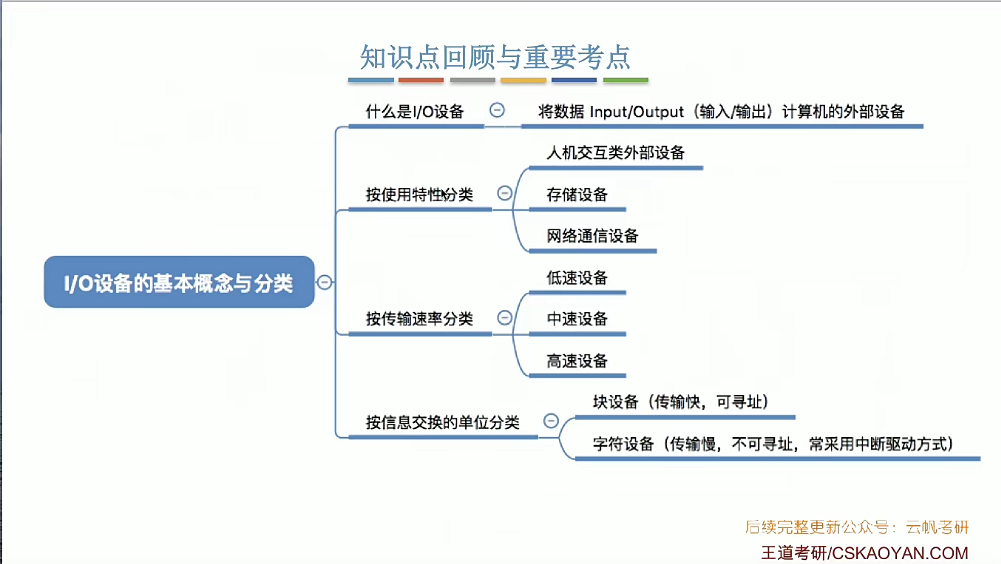 知识点回顾与重要考点
什么是I/O设备
将数据 Input/Output（输入/输出）计算机的外部设备
人机交互类外部设备
按使用特性分类
存储设备
网络通信设备
I/O设备的基本概念与分类
低速设备
按传输速率分类
中速设备
高速设备
块设备（传输快，可寻址）
按信息交换的单位分类
字符设备（传输慢，不可寻址，常采用中断驱动方式）
后续完整更新公众号：云帆考研
王道考研/CSKAOYAN.COM